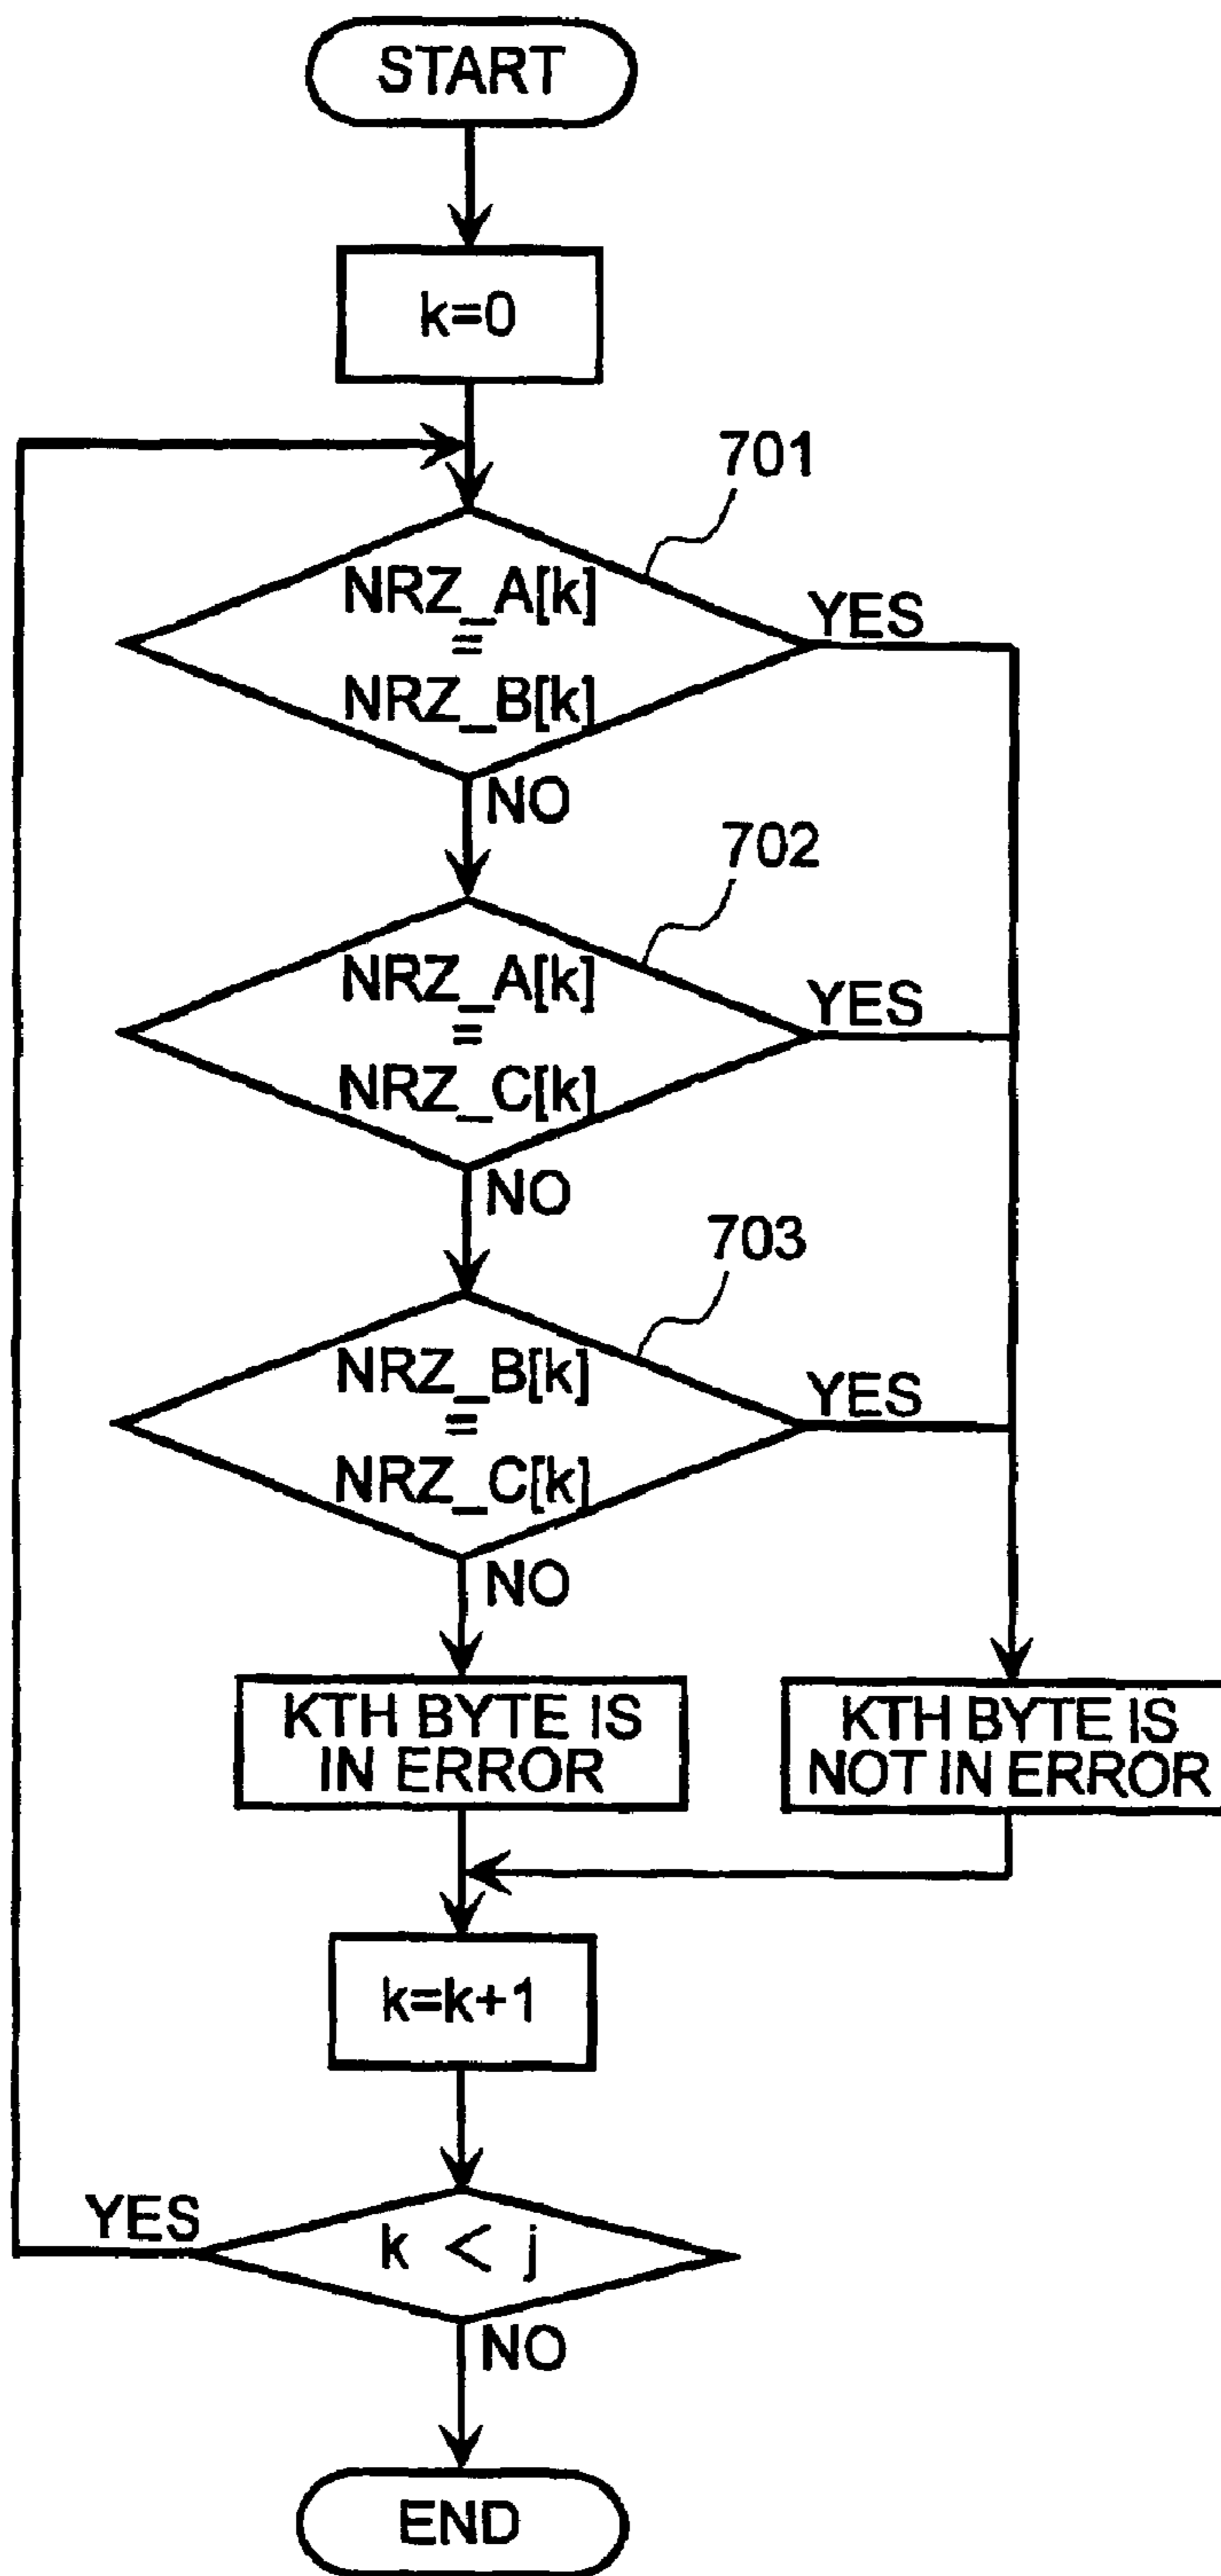 START
k=0
701
NRZ_A[k]
=
NRZ_B[k]
YES
NO
702
NRZ_A[k]
=
NRZ_C[k]
YES
NO
703
NRZ_B[k]
=
NRZ_C[k]
YES
NO
KTH BYTE IS
IN ERROR
KTH BYTE IS
NOT IN ERROR
k=k+1
YES
k < j
NO
END